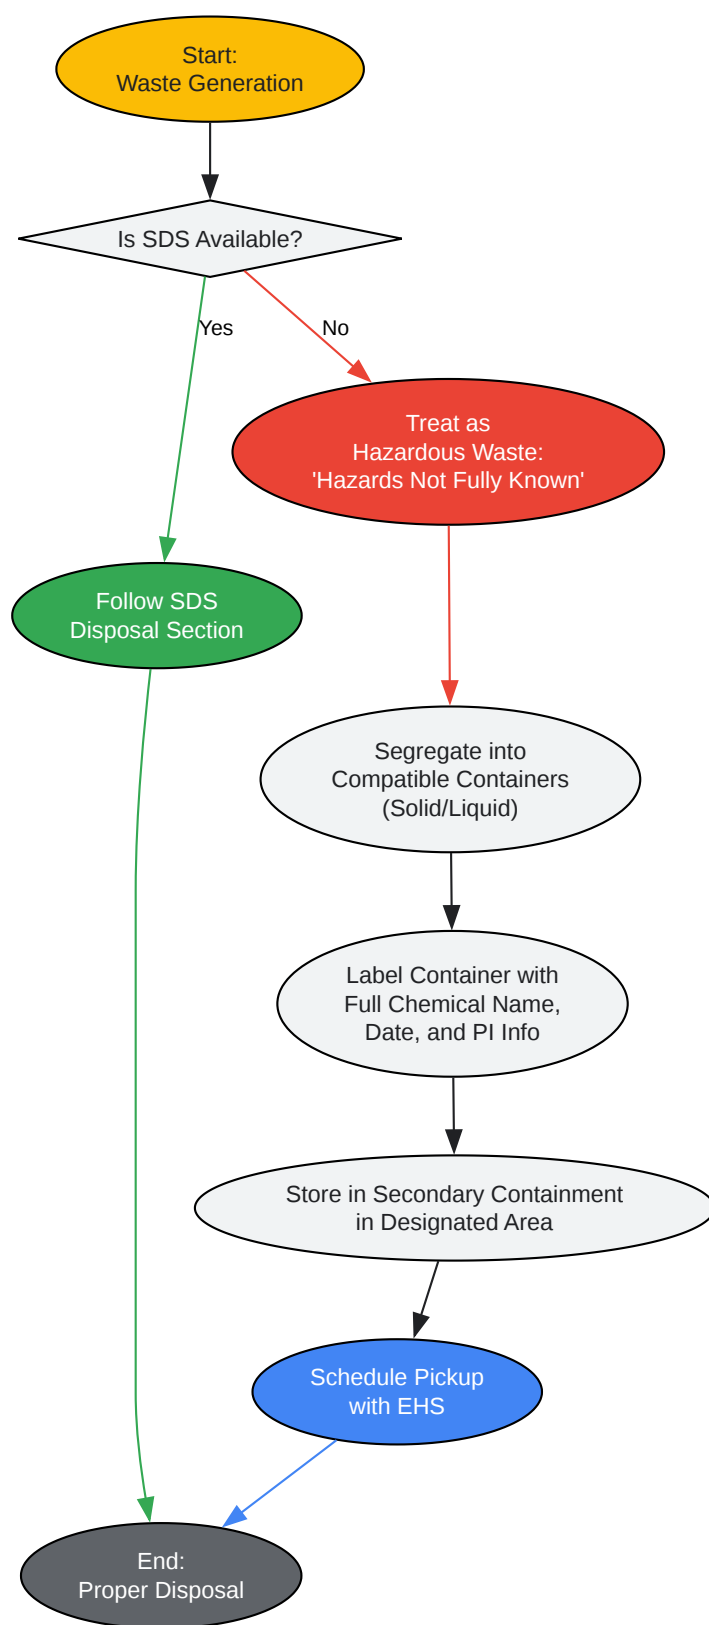 Start:
Waste Generation
Is SDS Available?
Yes
No
Treat as
Hazardous Waste:
'Hazards Not Fully Known'
Follow SDS
Disposal Section
Segregate into
Compatible Containers
(Solid/Liquid)
Label Container with
Full Chemical Name,
Date, and PI Info
Store in Secondary Containment
in Designated Area
Schedule Pickup
with EHS
End:
Proper Disposal